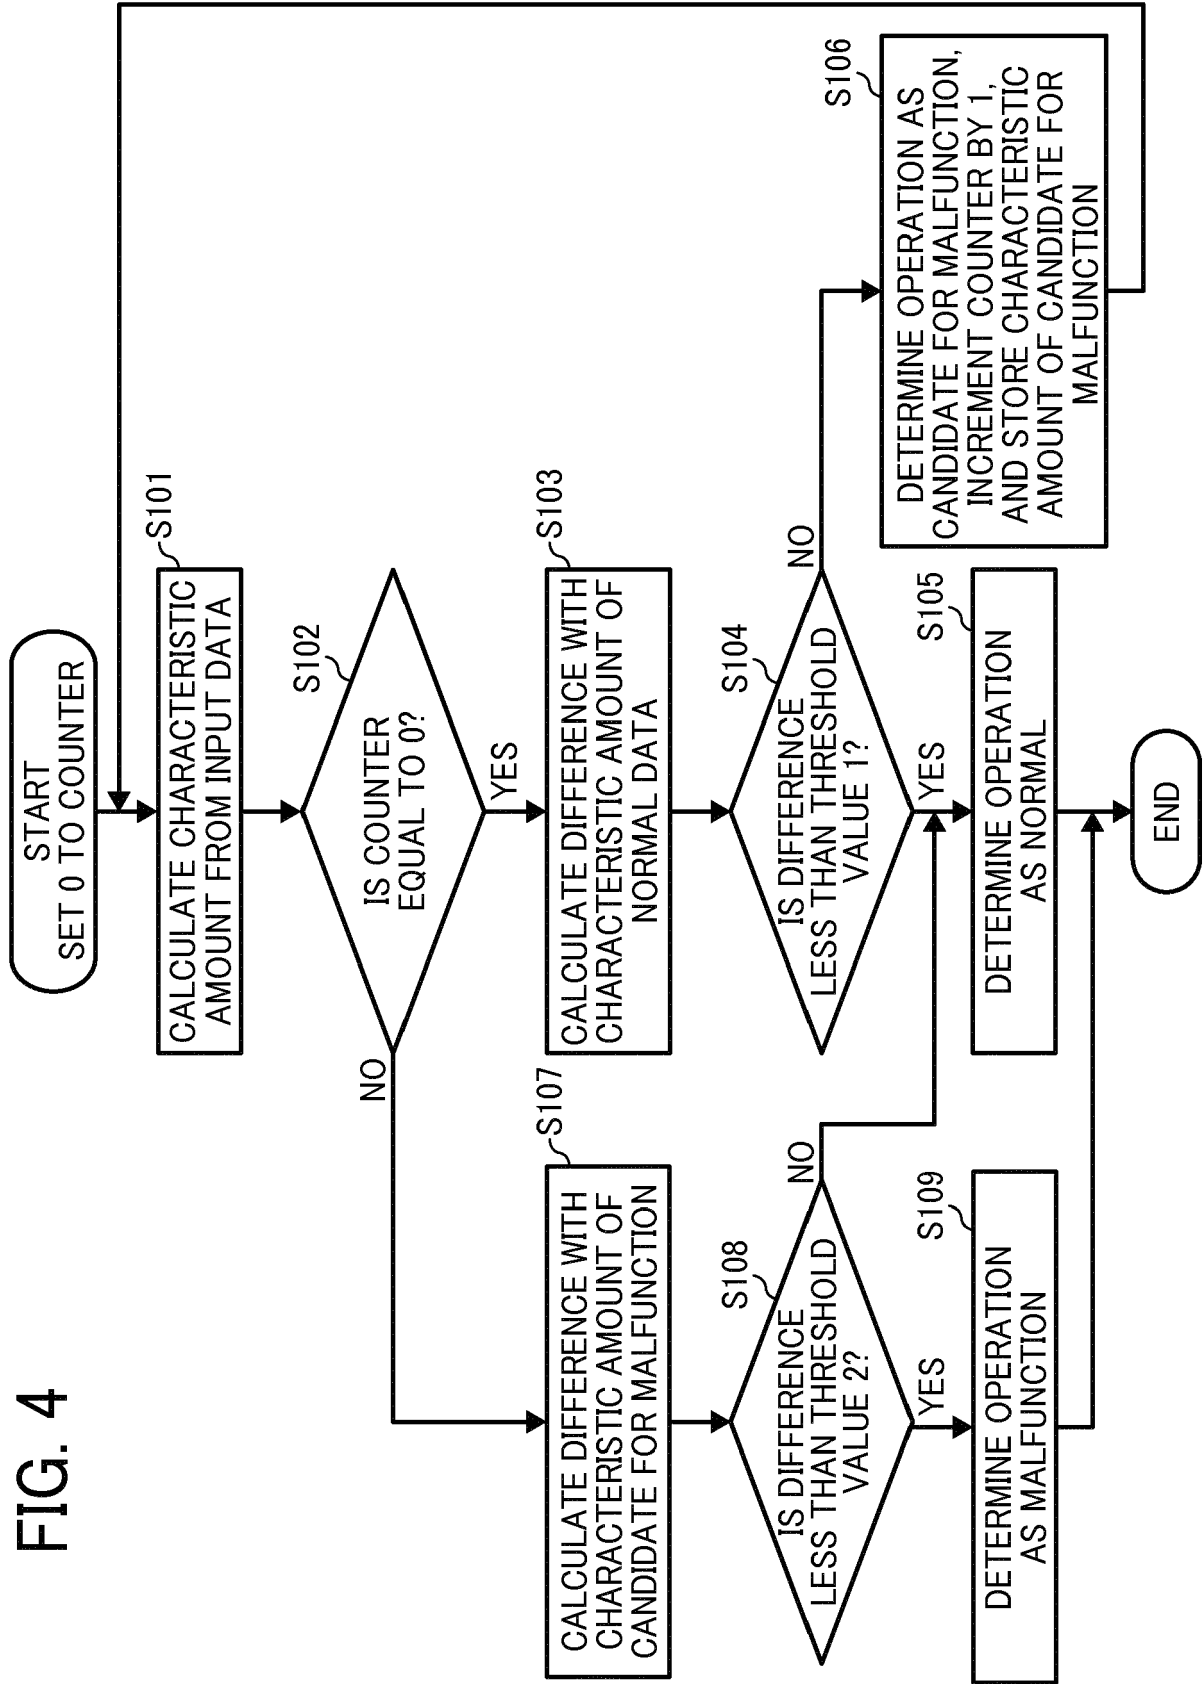 FIG. 4
START
SET 0 TO COUNTER
S101
CALCULATE CHARACTERISTIC
AMOUNT FROM INPUT DATA
S102
IS COUNTER
EQUAL TO 0?
NO
YES
S107
CALCULATE DIFFERENCE WITH
CHARACTERISTIC AMOUNT OF
CANDIDATE FOR MALFUNCTION
S103
CALCULATE DIFFERENCE WITH
CHARACTERISTIC AMOUNT OF
NORMAL DATA
S108
IS DIFFERENCE
LESS THAN THRESHOLD
VALUE 2?
NO
YES
S104
IS DIFFERENCE
LESS THAN THRESHOLD
VALUE 1?
NO
YES
S106
DETERMINE OPERATION AS
CANDIDATE FOR MALFUNCTION,
INCREMENT COUNTER BY 1,
AND STORE CHARACTERISTIC
AMOUNT OF CANDIDATE FOR
MALFUNCTION
S109
DETERMINE OPERATION
AS MALFUNCTION
S105
DETERMINE OPERATION
AS NORMAL
END